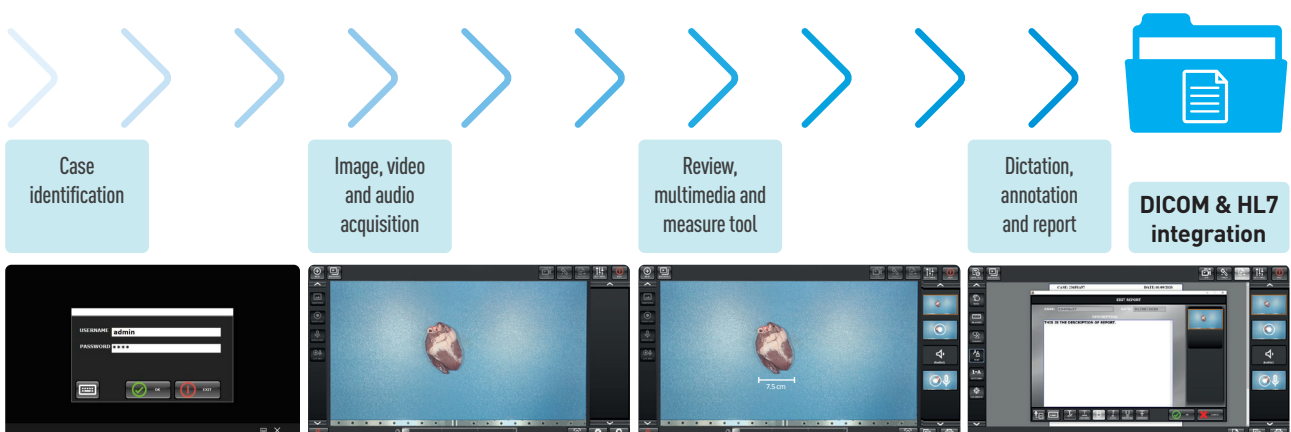 Case
identification
Image, video
and audio
acquisition
Review,
multimedia and
measure tool
Dictation,
annotation
and report
DICOM & HL7
integration
USERNAME admin
PASSWORD ****
OK
EXIT
7.5 cm
EDIT REPORT
THIS IS THE DESCRIPTION OF REPORT.